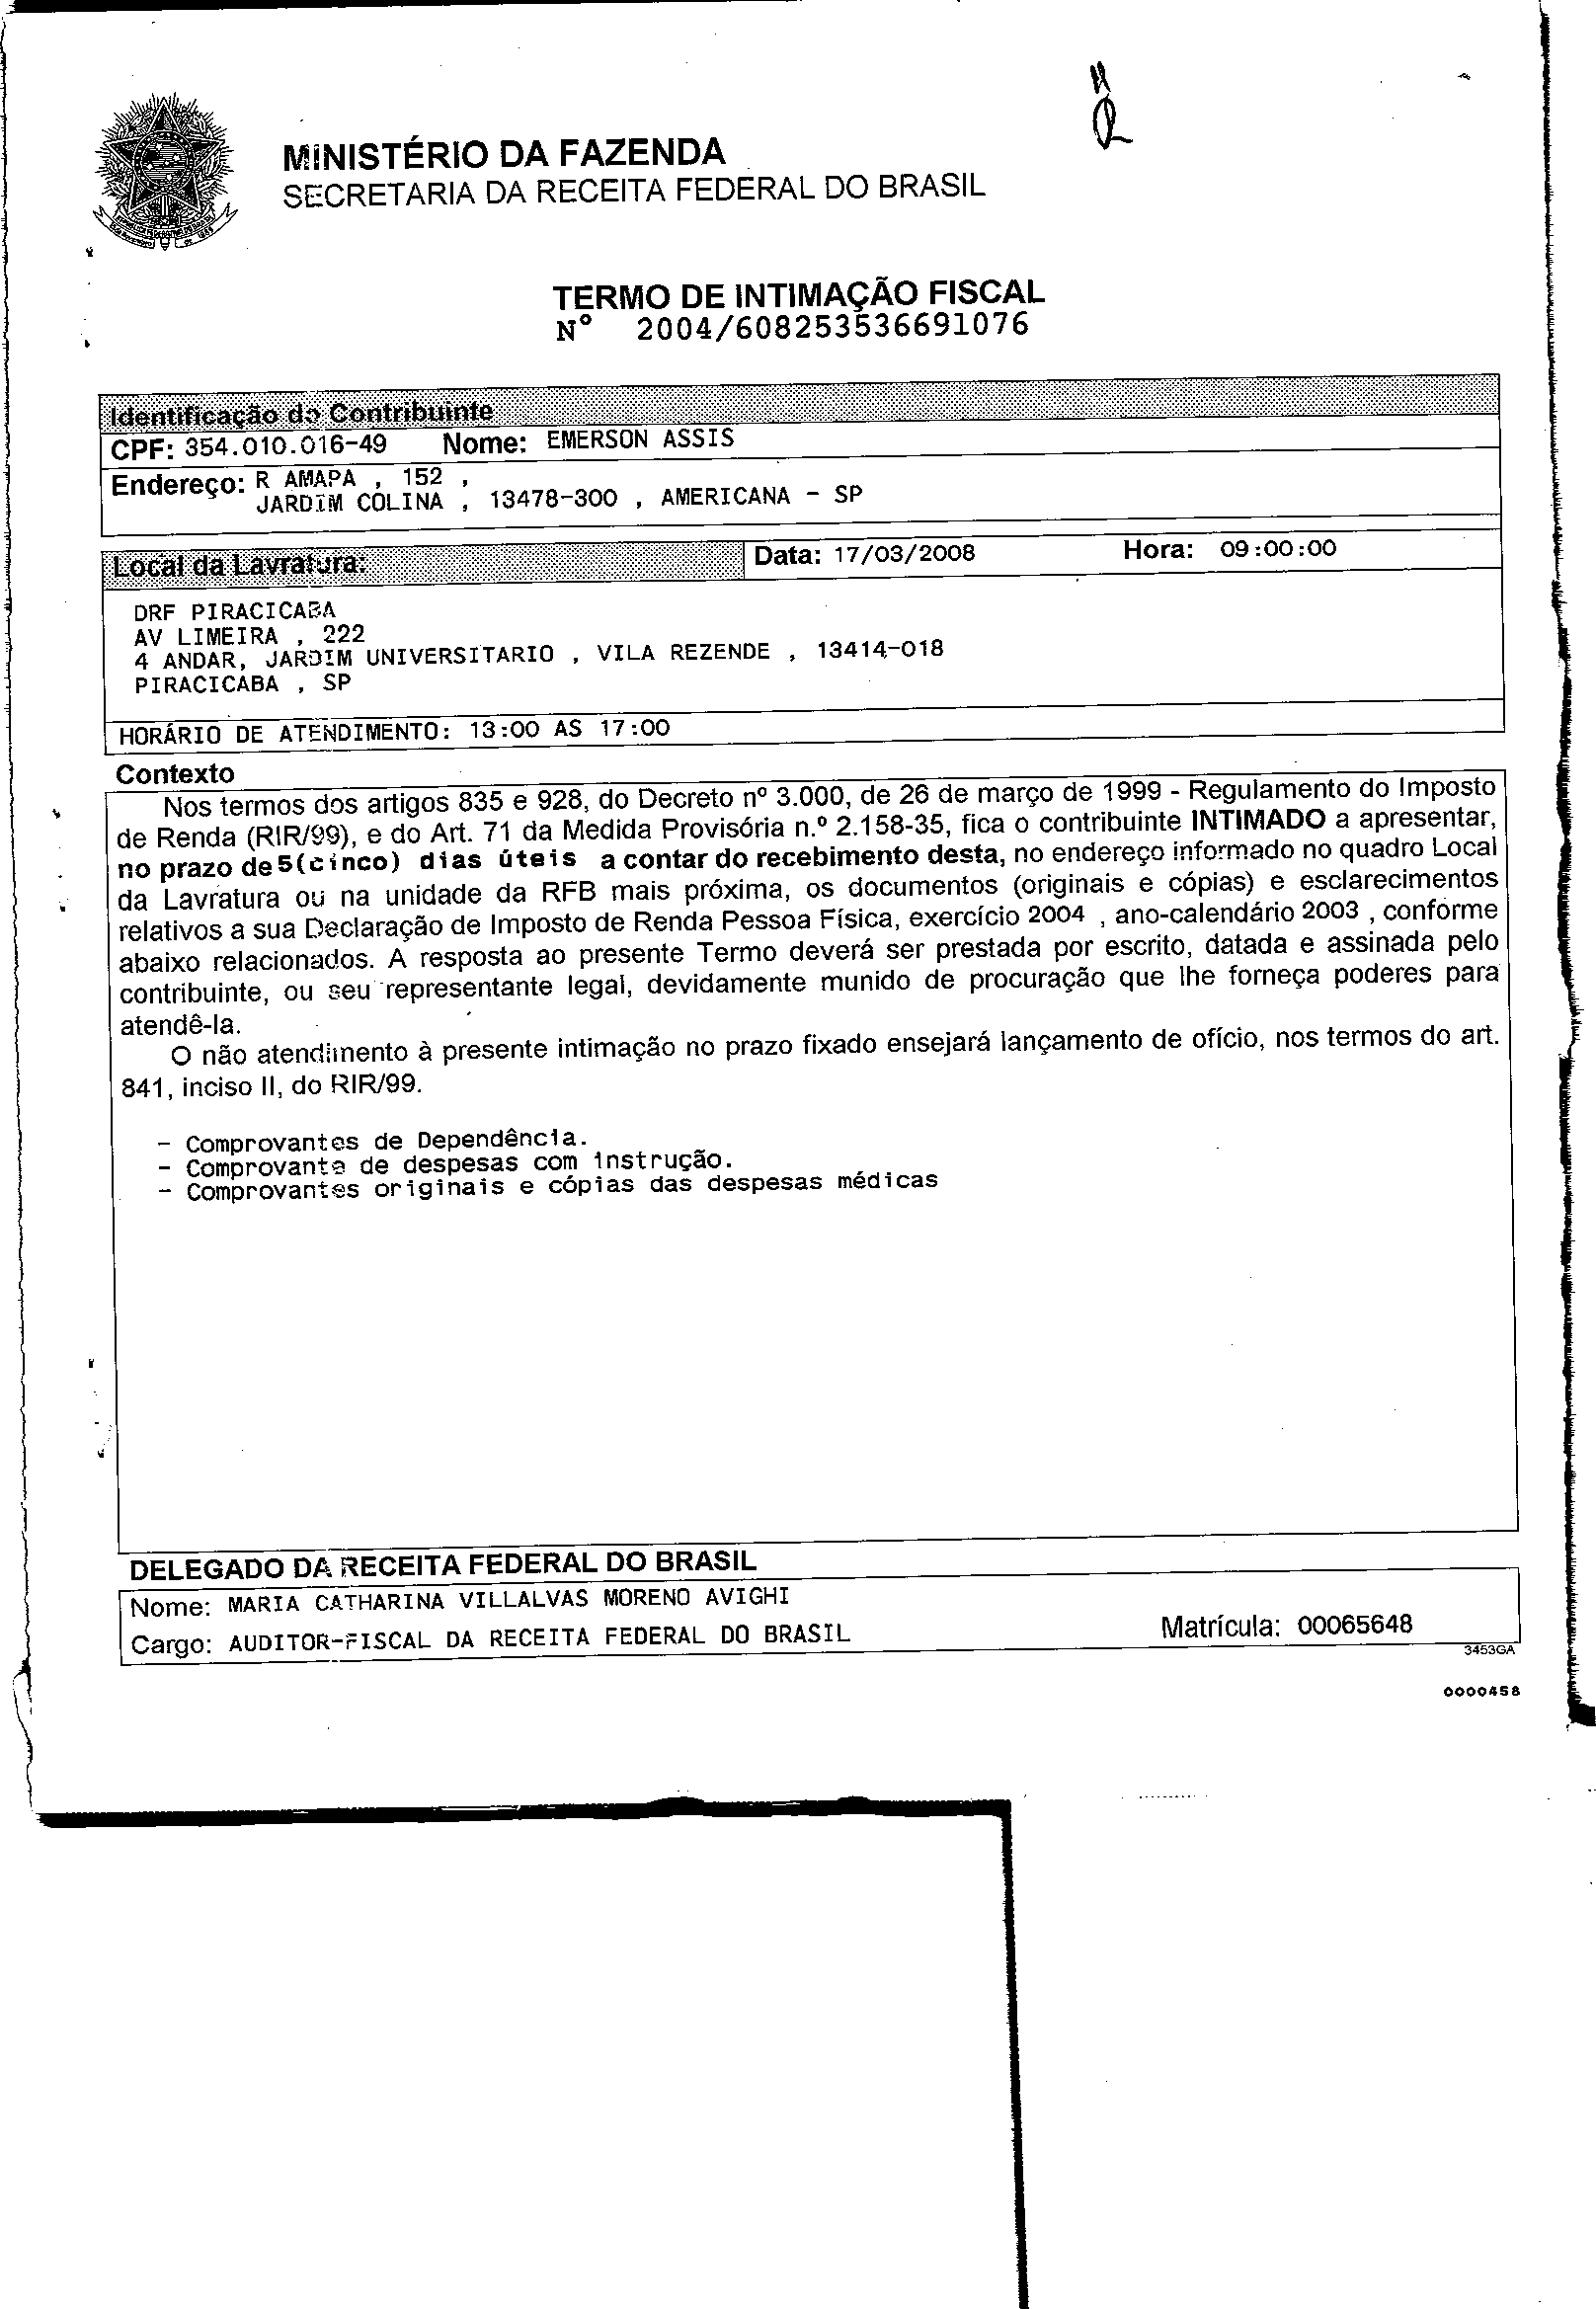 MINISTÉRIO DA FAZENDA
SECRETARIA DA RECEITA FEDERAL DO BRASIL
TERMO DE INTIMAÇÃO FISCAL
Nº 2004/608253536691076
Identificação do Contribuinte
CPF: 354.010.016-49 Nome: EMERSON ASSIS
Endereço: R AMAPA , 152 ,
JARDIM COLINA , 13478-300 , AMERICANA - SP
Local da Lavratura: Data: 17/03/2008 Hora: 09:00:00
DRF PIRACICABA
AV LIMEIRA , 222
4 ANDAR, JARDIM UNIVERSITARIO , VILA REZENDE , 13414-018
PIRACICABA , SP
HORÁRIO DE ATENDIMENTO: 13:00 AS 17:00
Contexto
Nos termos dos artigos 835 e 928, do Decreto nº 3.000, de 26 de março de 1999 - Regulamento do Imposto
de Renda (RIR/99), e do Art. 71 da Medida Provisória n.º 2.158-35, fica o contribuinte INTIMADO a apresentar,
no prazo de 5(cinco) dias úteis a contar do recebimento desta, no endereço informado no quadro Local
da Lavratura ou na unidade da RFB mais próxima, os documentos (originais e cópias) e esclarecimentos
relativos a sua Declaração de Imposto de Renda Pessoa Física, exercício 2004 , ano-calendário 2003 , conforme
abaixo relacionados. A resposta ao presente Termo deverá ser prestada por escrito, datada e assinada pelo
contribuinte, ou seu representante legal, devidamente munido de procuração que lhe forneça poderes para
atendê-la.
O não atendimento à presente intimação no prazo fixado ensejará lançamento de ofício, nos termos do art.
841, inciso II, do RIR/99.
- Comprovantes de Dependência.
- Comprovante de despesas com instrução.
- Comprovantes originais e cópias das despesas médicas
DELEGADO DA RECEITA FEDERAL DO BRASIL
Nome: MARIA CATHARINA VILLALVAS MORENO AVIGHI
Cargo: AUDITOR-FISCAL DA RECEITA FEDERAL DO BRASIL Matrícula: 00065648
3453GA
0000458